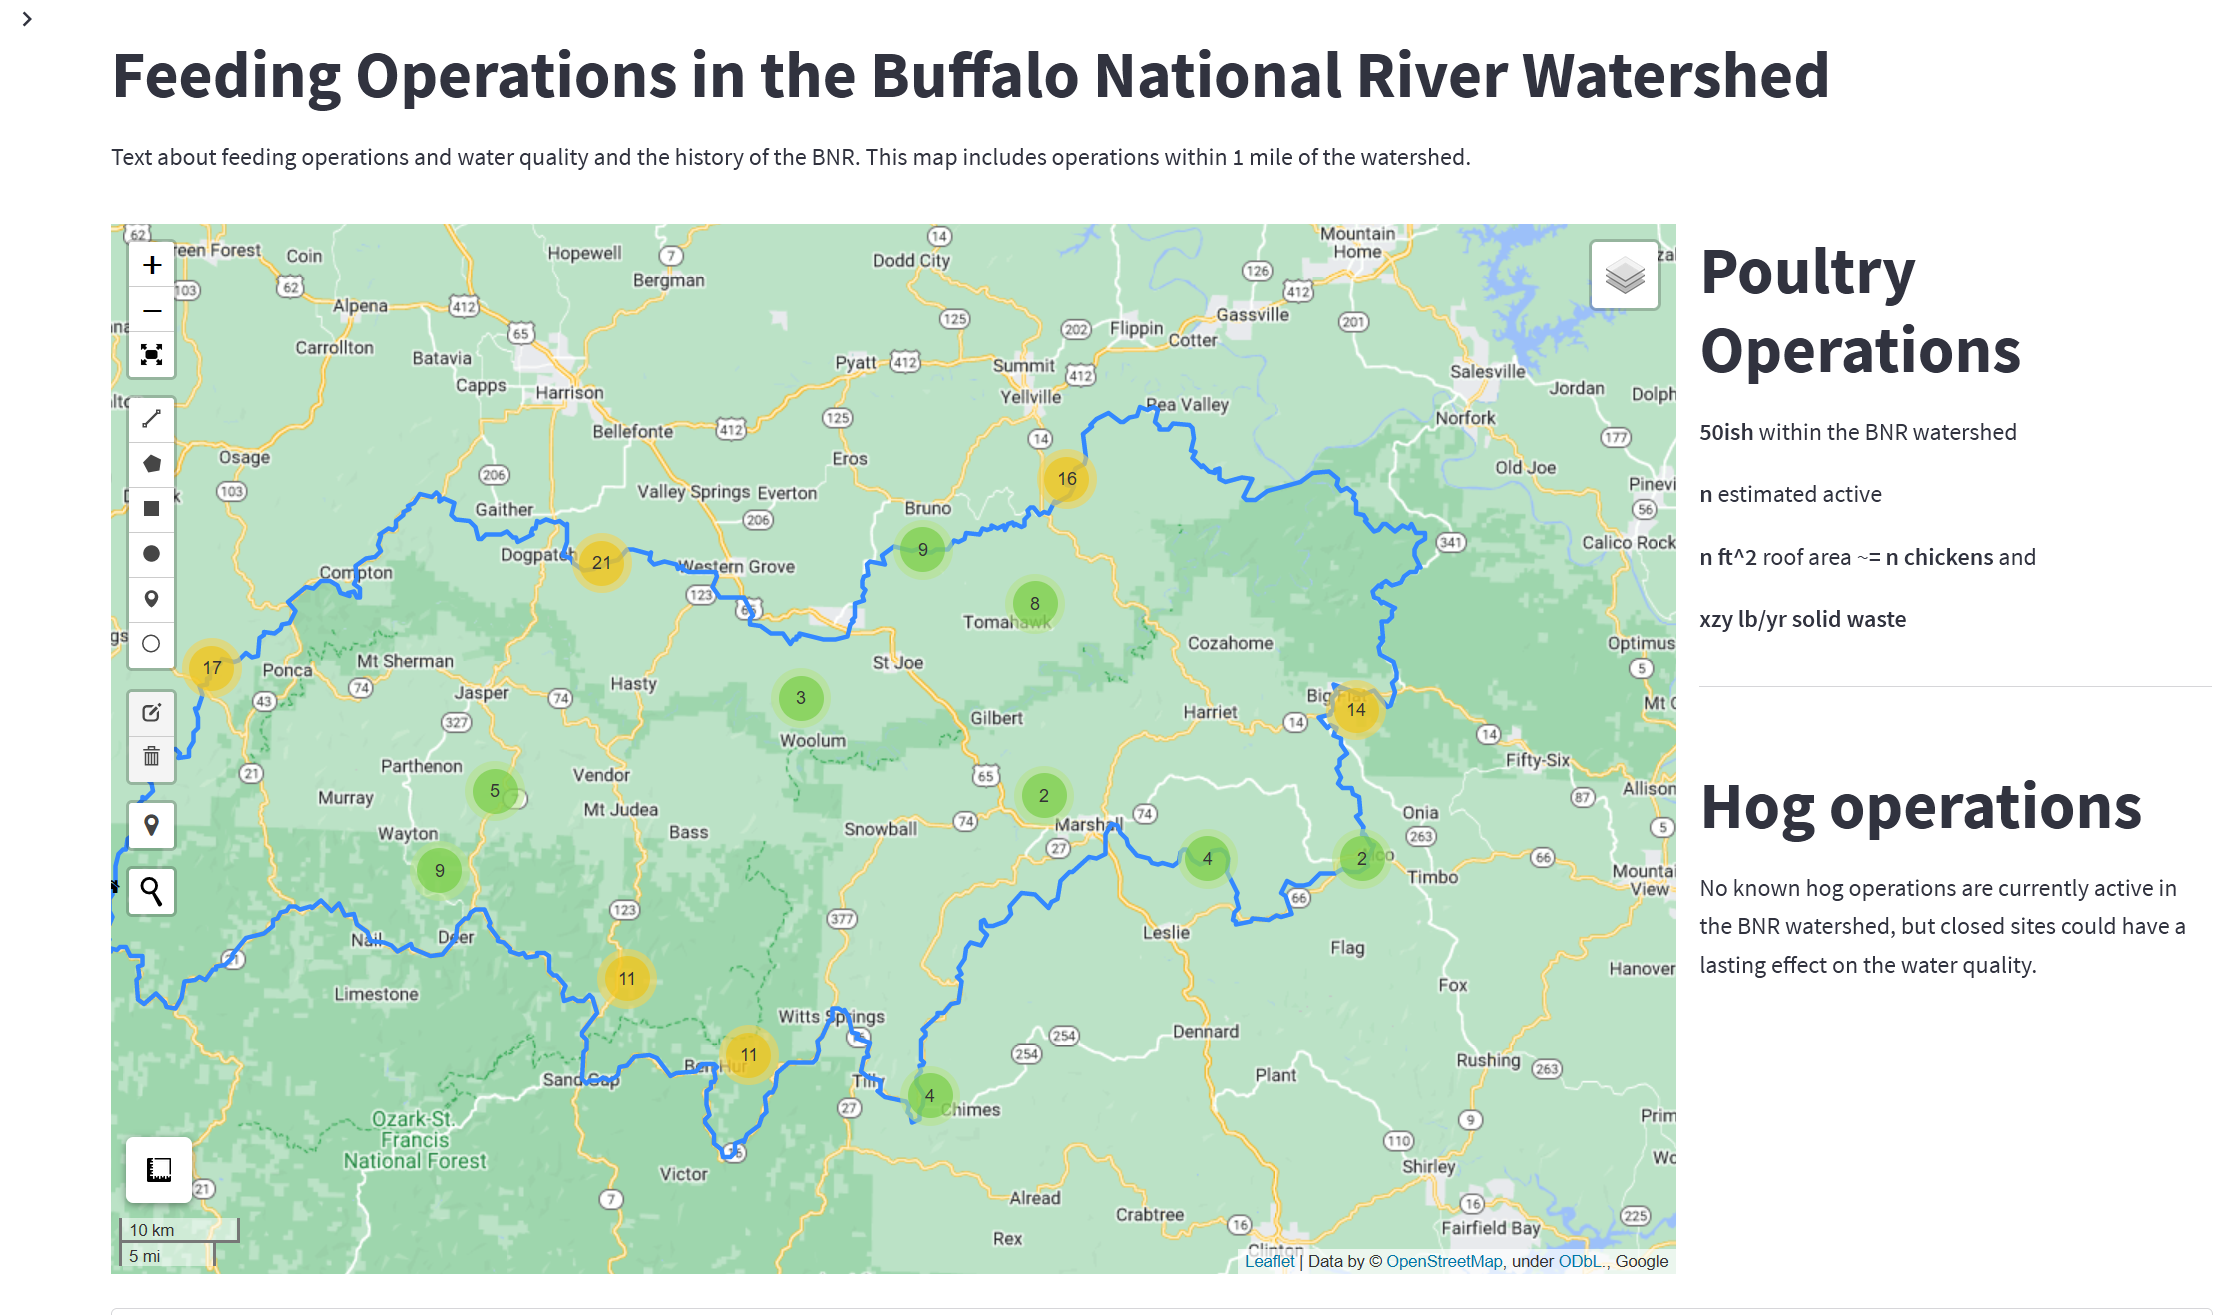 Feeding Operations in the Buffalo National River Watershed
Text about feeding operations and water quality and the history of the BNR. This map includes operations within 1 mile of the watershed.
62
Coin
Hopewell
7
Bergman
14
Dodd City
Mountain
Home
126
412
+
103
62
Alpena
412
65
125
202
Flippin
Gassville
201
−
Carrollton
Batavia
Capps
Harrison
Pyatt
412
Summit
412
Cotter
Salesville
Jordan
Yellville
Norfork
177
Bellefonte
412
125
14
Rea Valley
Osage
206
Eros
16
Old Joe
103
Gaither
Valley Springs
Everton
206
Bruno
56
Dogpatch
21
9
341
Calico Rock
Compton
Western Grove
123
65
8
Tomahawk
Cozahome
Optimus
5
17
Ponca
Mt Sherman
74
43
Jasper
74
Hasty
3
St Joe
Gilbert
Big Flat
14
14
Harriet
327
Woolum
14
Fifty-Six
21
Parthenon
Vendor
65
87
Murray
5
Mt Judea
2
Allison
Wayton
Bass
Snowball
74
Marshall
74
27
Onia
263
5
9
4
2
66
Timbo
Mountai
View
66
123
377
Leslie
Nail
Deer
Flag
21
11
Hanover
Limestone
Fox
Witts Springs
254
254
Dennard
11
Ben Hur
Rushing
263
Sand Gap
Tilly
27
4
Chimes
Plant
9
Ozark-St.
Francis
National Forest
110
Shirley
Victor
16
21
7
Alread
Crabtree
16
16
225
Rex
Fairfield Bay
Clinton
10 km
5 mi
Leaflet | Data by © OpenStreetMap, under ODbL., Google
Poultry
Operations
50ish within the BNR watershed
n estimated active
n ft^2 roof area ~= n chickens and
xzy lb/yr solid waste
Hog operations
No known hog operations are currently active in
the BNR watershed, but closed sites could have a
lasting effect on the water quality.